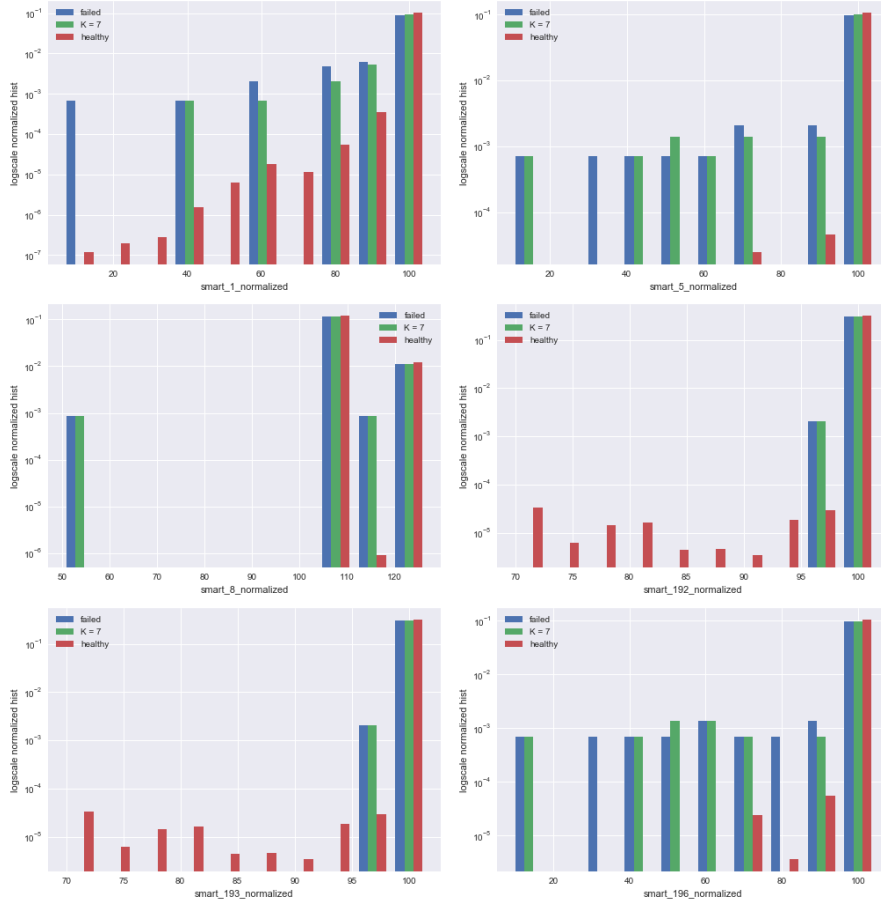 failed
K = 7
healthy
logscale normalized hist
10⁻¹
10⁻²
10⁻³
10⁻⁴
10⁻⁵
10⁻⁶
10⁻⁷
20 40 60 80 100
smart_1_normalized
failed
K = 7
healthy
logscale normalized hist
10⁻¹
10⁻²
10⁻³
10⁻⁴
20 40 60 80 100
smart_5_normalized
failed
K = 7
healthy
logscale normalized hist
10⁻¹
10⁻²
10⁻³
10⁻⁴
10⁻⁵
10⁻⁶
50 60 70 80 90 100 110 120
smart_8_normalized
failed
K = 7
healthy
logscale normalized hist
10⁻¹
10⁻²
10⁻³
10⁻⁴
10⁻⁵
70 75 80 85 90 95 100
smart_192_normalized
failed
K = 7
healthy
logscale normalized hist
10⁻¹
10⁻²
10⁻³
10⁻⁴
10⁻⁵
70 75 80 85 90 95 100
smart_193_normalized
failed
K = 7
healthy
logscale normalized hist
10⁻¹
10⁻²
10⁻³
10⁻⁴
10⁻⁵
20 40 60 80 100
smart_196_normalized